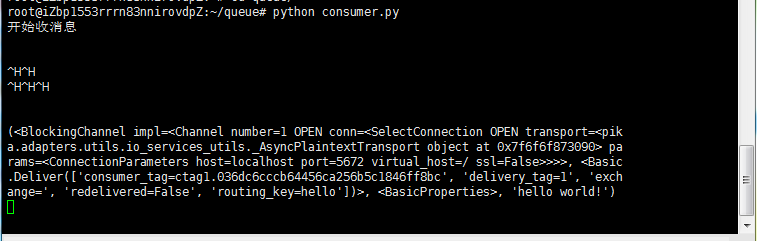 root@iZbp1553rrrn83nnirovdpZ:~/queue# python consumer.py
开始收消息
^H^H
^H^H^H
(<BlockingChannel impl=<Channel number=1 OPEN conn=<SelectConnection OPEN transport=<pik
a.adapters.utils.io_services_utils._AsyncPlaintextTransport object at 0x7f6f6f873090> pa
rams=<ConnectionParameters host=localhost port=5672 virtual_host=/ ssl=False>>>>, <Basic
.Deliver(['consumer_tag=ctag1.036dc6cccb64456ca256b5c1846ff8bc', 'delivery_tag=1', 'exch
ange=', 'redelivered=False', 'routing_key=hello'])>, <BasicProperties>, 'hello world!')